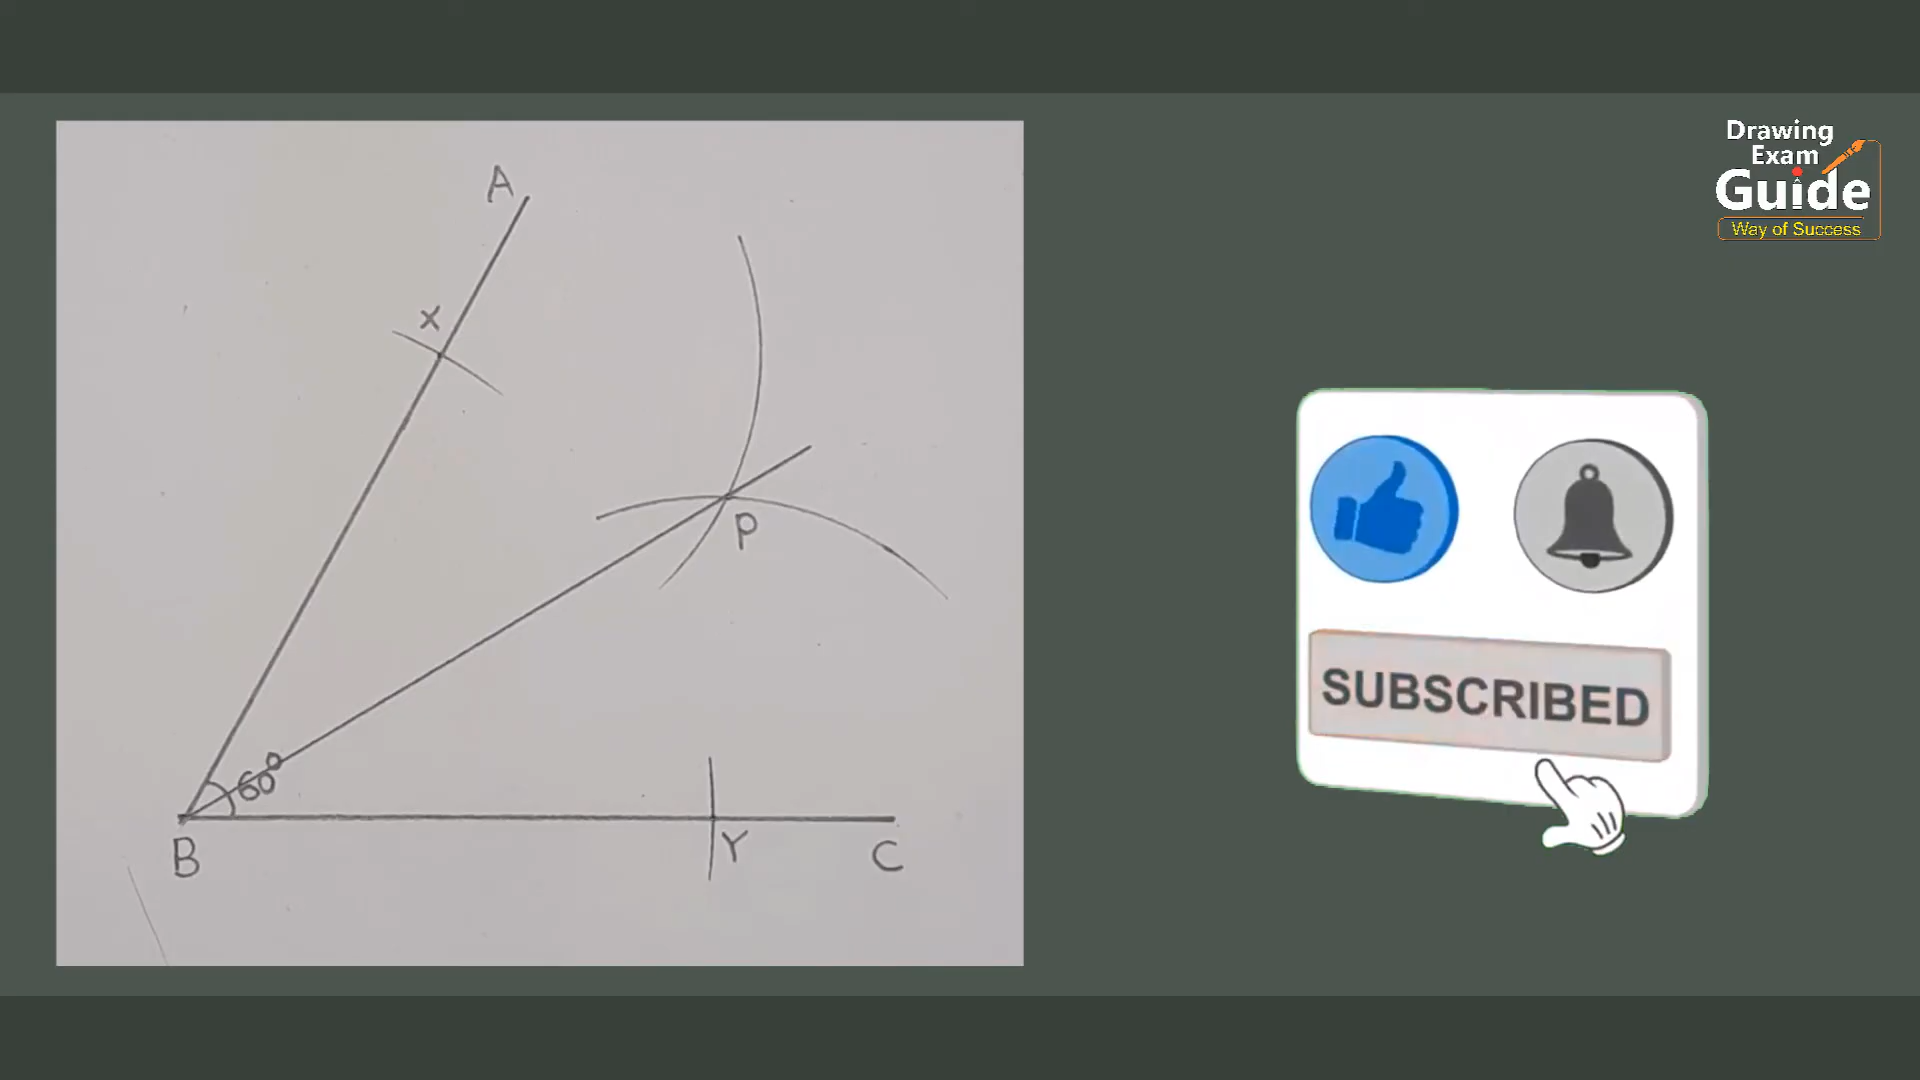 A
X
P
60°
B
Y
C
Drawing
Exam
Guide
Way of Success
SUBSCRIBED